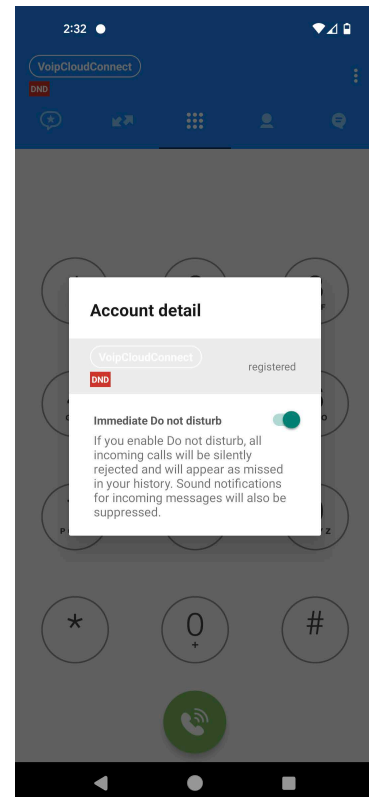 2:32
VoipCloudConnect
DND
Account detail
VoipCloudConnect
DND
registered
Immediate Do not disturb
If you enable Do not disturb, all
incoming calls will be silently
rejected and will appear as missed
in your history. Sound notifications
for incoming messages will also be
suppressed.
* 0 #
+